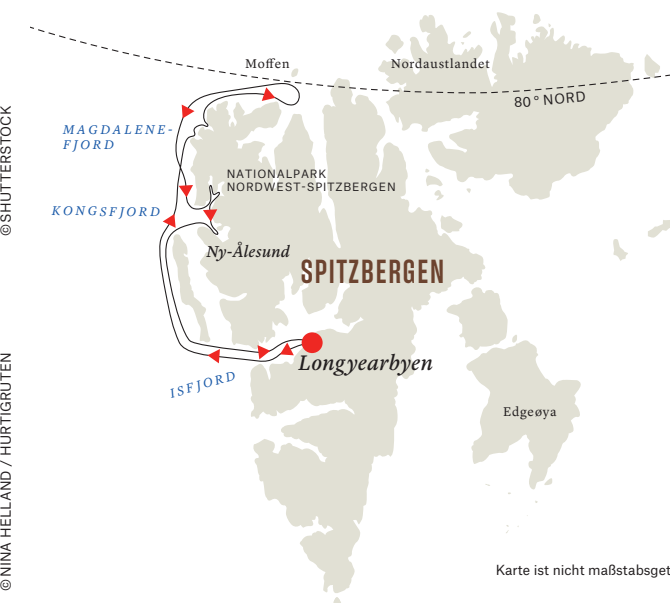 Moffen
Nordaustlandet
80° NORD
MAGDALENE-
FJORD
NATIONALPARK
NORDWEST-SPITZBERGEN
KONGSFJORD
Ny-Ålesund
SPITZBERGEN
Longyearbyen
ISFJORD
Edgeøya
Karte ist nicht maßstabsget
©SHUTTERSTOCK
©NINA HELLAND / HURTIGRUTEN